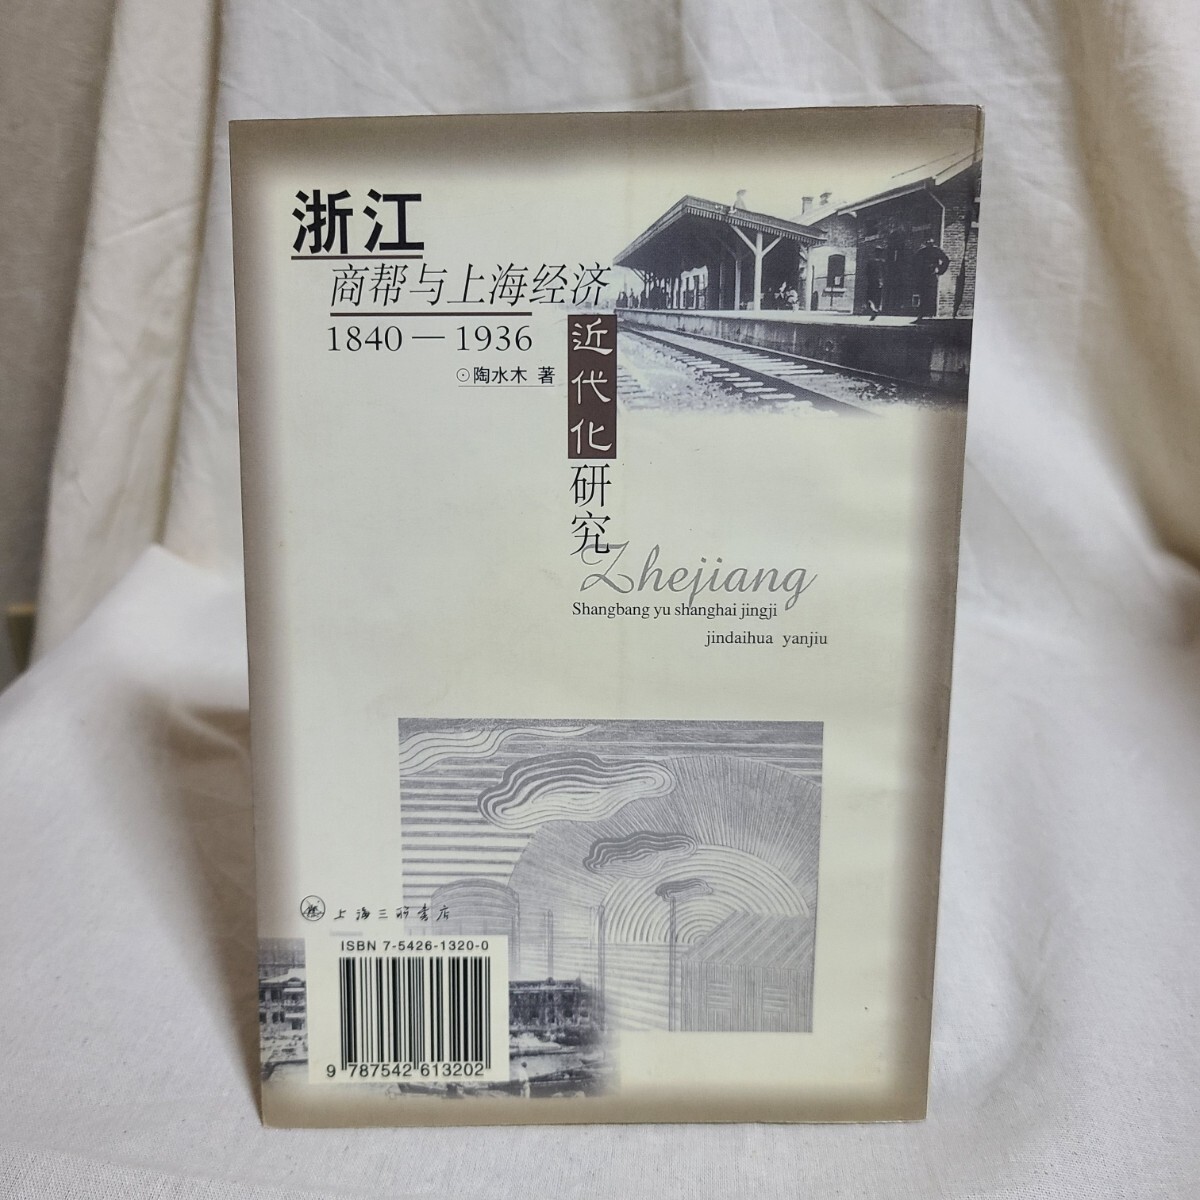 浙江
商帮与上海经济
1840—1936
⊙陶水木 著
近代化研究
Zhejiang
Shangbang yu shanghai jingji
jindaihua yanjiu
上海三联书店
ISBN 7-5426-1320-0
9 787542 613202